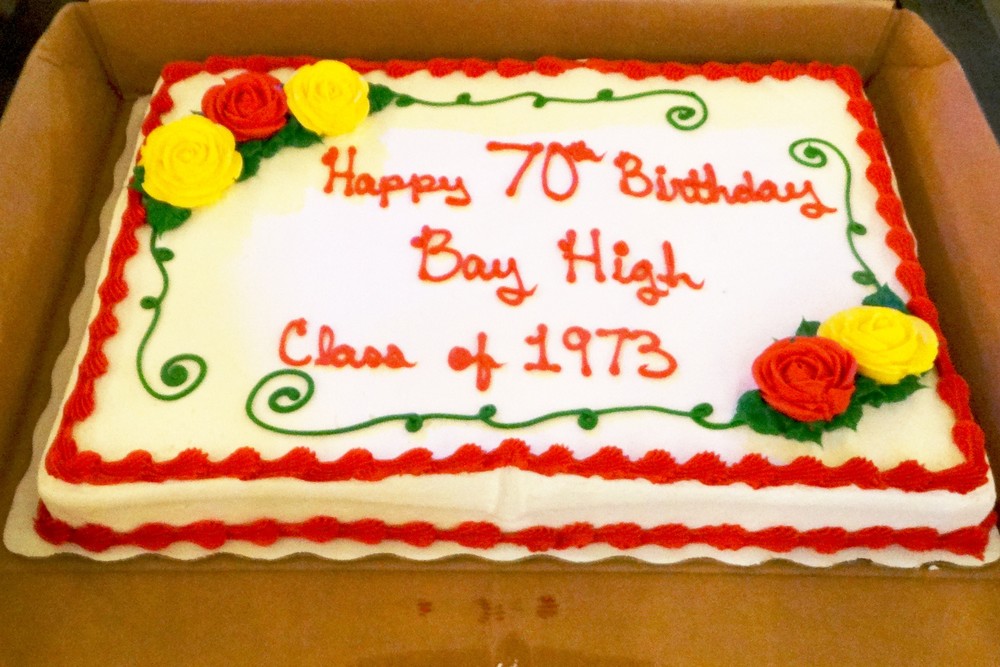 Happy 70th Birthday
Bay High
Class of 1973